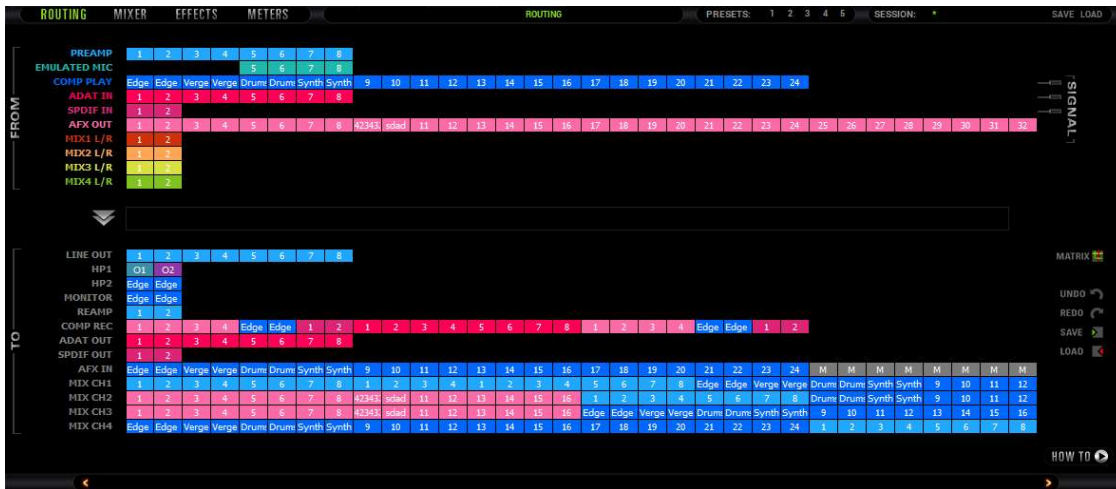 ROUTING MIXER EFFECTS METERS ROUTING PRESETS: 1 2 3 4 5 SESSION: * SAVE LOAD
FROM
PREAMP 1 2 3 4 5 6 7 8
EMULATED MIC 5 6 7 8
COMP PLAY Edge Edge Verge Verge Drums Drums Synth Synth 9 10 11 12 13 14 15 16 17 18 19 20 21 22 23 24
ADAT IN 1 2 3 4 5 6 7 8
SPDIF IN 1 2
AFX OUT 1 2 3 4 5 6 7 8 42343 sdad 11 12 13 14 15 16 17 18 19 20 21 22 23 24 25 26 27 28 29 30 31 32
MIX1 L/R 1 2
MIX2 L/R 1 2
MIX3 L/R 1 2
MIX4 L/R 1 2
SIGNAL
TO
LINE OUT 1 2 3 4 5 6 7 8
HP1 O1 O2
HP2 Edge Edge
MONITOR Edge Edge
REAMP 1 2
COMP REC 1 2 3 4 Edge Edge 1 2 1 2 3 4 5 6 7 8 1 2 3 4 Edge Edge 1 2
ADAT OUT 1 2 3 4 5 6 7 8
SPDIF OUT 1 2
AFX IN Edge Edge Verge Verge Drums Drums Synth Synth 9 10 11 12 13 14 15 16 17 18 19 20 21 22 23 24 M M M M M M M M
MIX CH1 1 2 3 4 5 6 7 8 1 2 3 4 1 2 3 4 5 6 7 8 Edge Edge Verge Verge Drums Drums Synth Synth 9 10 11 12
MIX CH2 1 2 3 4 5 6 7 8 42343 sdad 11 12 13 14 15 16 1 2 3 4 5 6 7 8 Drums Drums Synth Synth 9 10 11 12
MIX CH3 1 2 3 4 5 6 7 8 42343 sdad 11 12 13 14 15 16 Edge Edge Verge Verge Drums Drums Synth Synth 9 10 11 12 13 14 15 16
MIX CH4 Edge Edge Verge Verge Drums Drums Synth Synth 9 10 11 12 13 14 15 16 17 18 19 20 21 22 23 24 1 2 3 4 5 6 7 8
MATRIX
UNDO
REDO
SAVE
LOAD
HOW TO